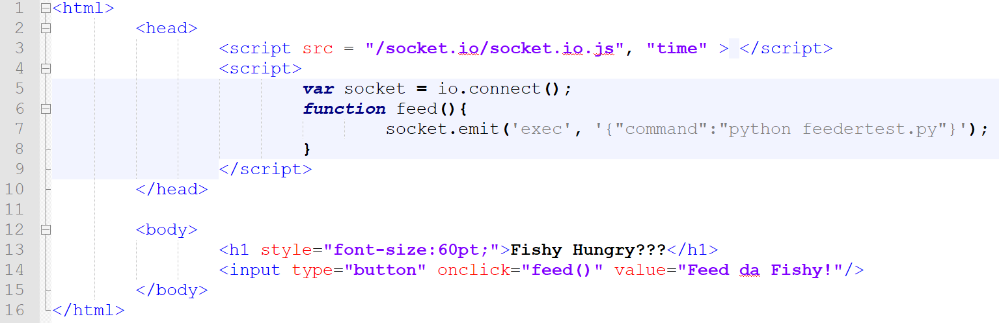 1 <html>
2 <head>
3 <script src = "/socket.io/socket.io.js", "time" > </script>
4 <script>
5 var socket = io.connect();
6 function feed(){
7 socket.emit('exec', '{"command":"python feedertest.py"}');
8 }
9 </script>
10 </head>
11
12 <body>
13 <h1 style="font-size:60pt;">Fishy Hungry???</h1>
14 <input type="button" onclick="feed()" value="Feed da Fishy!"/>
15 </body>
16 </html>